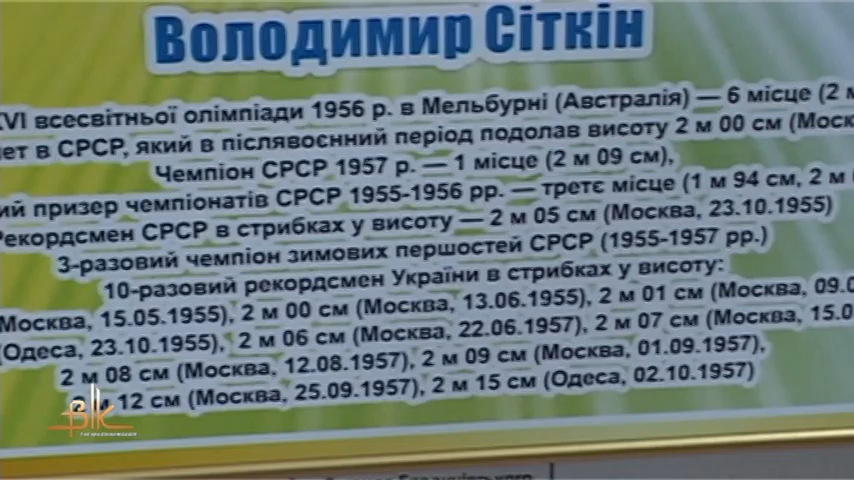 Володимир Сіткін
XVI всесвітньої олімпіади 1956 р. в Мельбурні (Австралія) — 6 місце (2 м
лет в СРСР, який в післявоєнний період подолав висоту 2 м 00 см (Моск
Чемпіон СРСР 1957 р. — 1 місце (2 м 09 см),
ий призер чемпіонатів СРСР 1955-1956 рр. — третє місце (1 м 94 см, 2 м
Рекордсмен СРСР в стрибках у висоту — 2 м 05 см (Москва, 23.10.1955)
3-разовий чемпіон зимових першостей СРСР (1955-1957 рр.)
10-разовий рекордсмен України в стрибках у висоту:
Москва, 15.05.1955), 2 м 00 см (Москва, 13.06.1955), 2 м 01 см (Москва, 09.0
(Одеса, 23.10.1955), 2 м 06 см (Москва, 22.06.1957), 2 м 07 см (Москва, 15.0
2 м 08 см (Москва, 12.08.1957), 2 м 09 см (Москва, 01.09.1957),
м 12 см (Москва, 25.09.1957), 2 м 15 см (Одеса, 02.10.1957)
ВІК